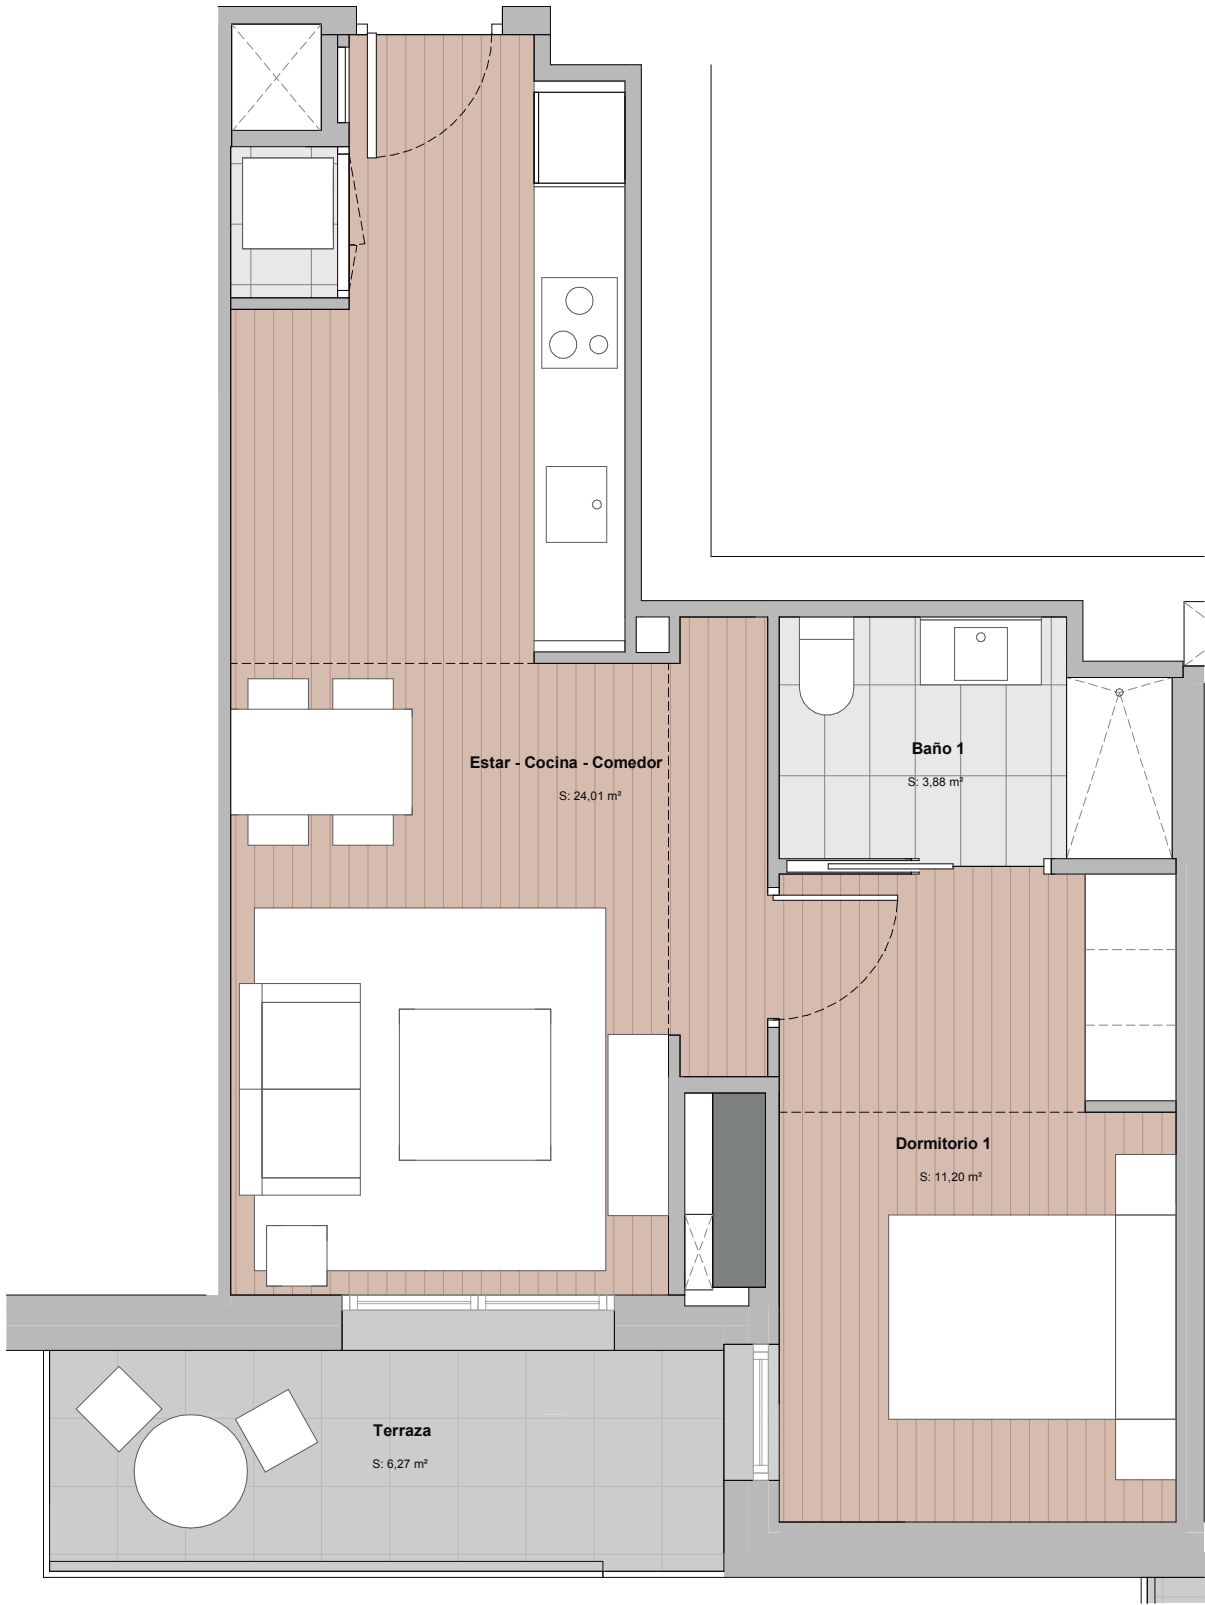 Baño 1
S: 3,88 m²
Estar - Cocina - Comedor
S: 24,01 m²
Dormitorio 1
S: 11,20 m²
Terraza
S: 6,27 m²